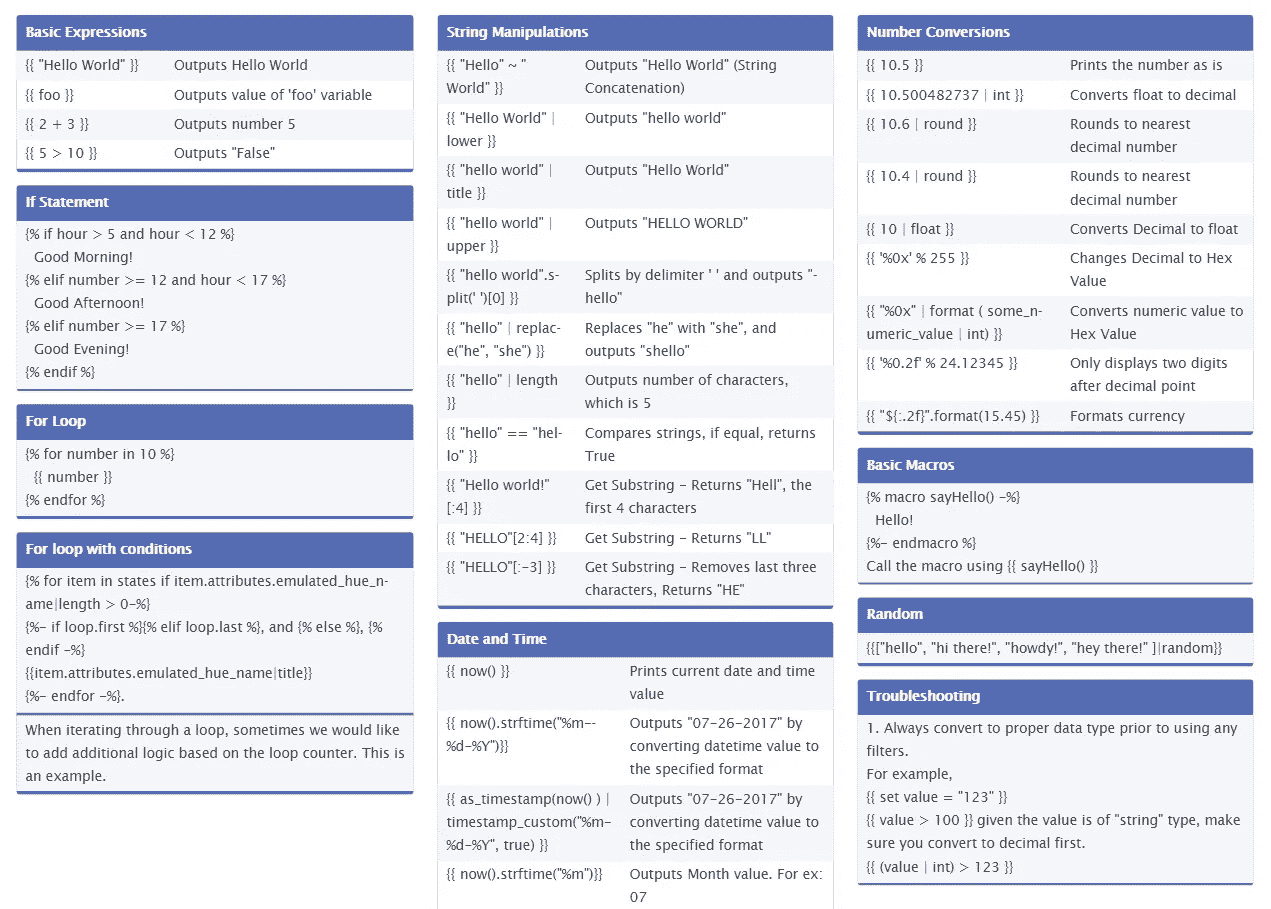 Basic Expressions
{{ "Hello World" }} Outputs Hello World
{{ foo }} Outputs value of 'foo' variable
{{ 2 + 3 }} Outputs number 5
{{ 5 > 10 }} Outputs "False"
If Statement
{% if hour > 5 and hour < 12 %}
Good Morning!
{% elif number >= 12 and hour < 17 %}
Good Afternoon!
{% elif number >= 17 %}
Good Evening!
{% endif %}
For Loop
{% for number in 10 %}
{{ number }}
{% endfor %}
For loop with conditions
{% for item in states if item.attributes.emulated_hue_n-
ame|length > 0-%}
{%- if loop.first %}{% elif loop.last %}, and {% else %}, {%
endif -%}
{{item.attributes.emulated_hue_name|title}}
{%- endfor -%}.
When iterating through a loop, sometimes we would like
to add additional logic based on the loop counter. This is
an example.
String Manipulations
{{ "Hello" ~ " Outputs "Hello World" (String
World" }} Concatenation)
{{ "Hello World" | Outputs "hello world"
lower }}
{{ "hello world" | Outputs "Hello World"
title }}
{{ "hello world" | Outputs "HELLO WORLD"
upper }}
{{ "hello world".s- Splits by delimiter ' ' and outputs "-
plit(' ')[0] }} hello"
{{ "hello" | replac- Replaces "he" with "she", and
e("he", "she") }} outputs "shello"
{{ "hello" | length Outputs number of characters,
}} which is 5
{{ "hello" == "hel- Compares strings, if equal, returns
lo" }} True
{{ "Hello world!" Get Substring - Returns "Hell", the
[:4] }} first 4 characters
{{ "HELLO"[2:4] }} Get Substring - Returns "LL"
{{ "HELLO"[:-3] }} Get Substring - Removes last three
characters, Returns "HE"
Date and Time
{{ now() }} Prints current date and time
value
{{ now().strftime("%m-- Outputs "07-26-2017" by
%d-%Y")}} converting datetime value to
the specified format
{{ as_timestamp(now() ) | Outputs "07-26-2017" by
timestamp_custom("%m- converting datetime value to
%d-%Y", true) }} the specified format
{{ now().strftime("%m")}} Outputs Month value. For ex:
07
Number Conversions
{{ 10.5 }} Prints the number as is
{{ 10.500482737 | int }} Converts float to decimal
{{ 10.6 | round }} Rounds to nearest
decimal number
{{ 10.4 | round }} Rounds to nearest
decimal number
{{ 10 | float }} Converts Decimal to float
{{ '%0x' % 255 }} Changes Decimal to Hex
Value
{{ "%0x" | format ( some_n- Converts numeric value to
umeric_value | int) }} Hex Value
{{ '%0.2f' % 24.12345 }} Only displays two digits
after decimal point
{{ "${:.2f}".format(15.45) }} Formats currency
Basic Macros
{% macro sayHello() -%}
Hello!
{%- endmacro %}
Call the macro using {{ sayHello() }}
Random
{{["hello", "hi there!", "howdy!", "hey there!" ]|random}}
Troubleshooting
1. Always convert to proper data type prior to using any
filters.
For example,
{{ set value = "123" }}
{{ value > 100 }} given the value is of "string" type, make
sure you convert to decimal first.
{{ (value | int) > 123 }}